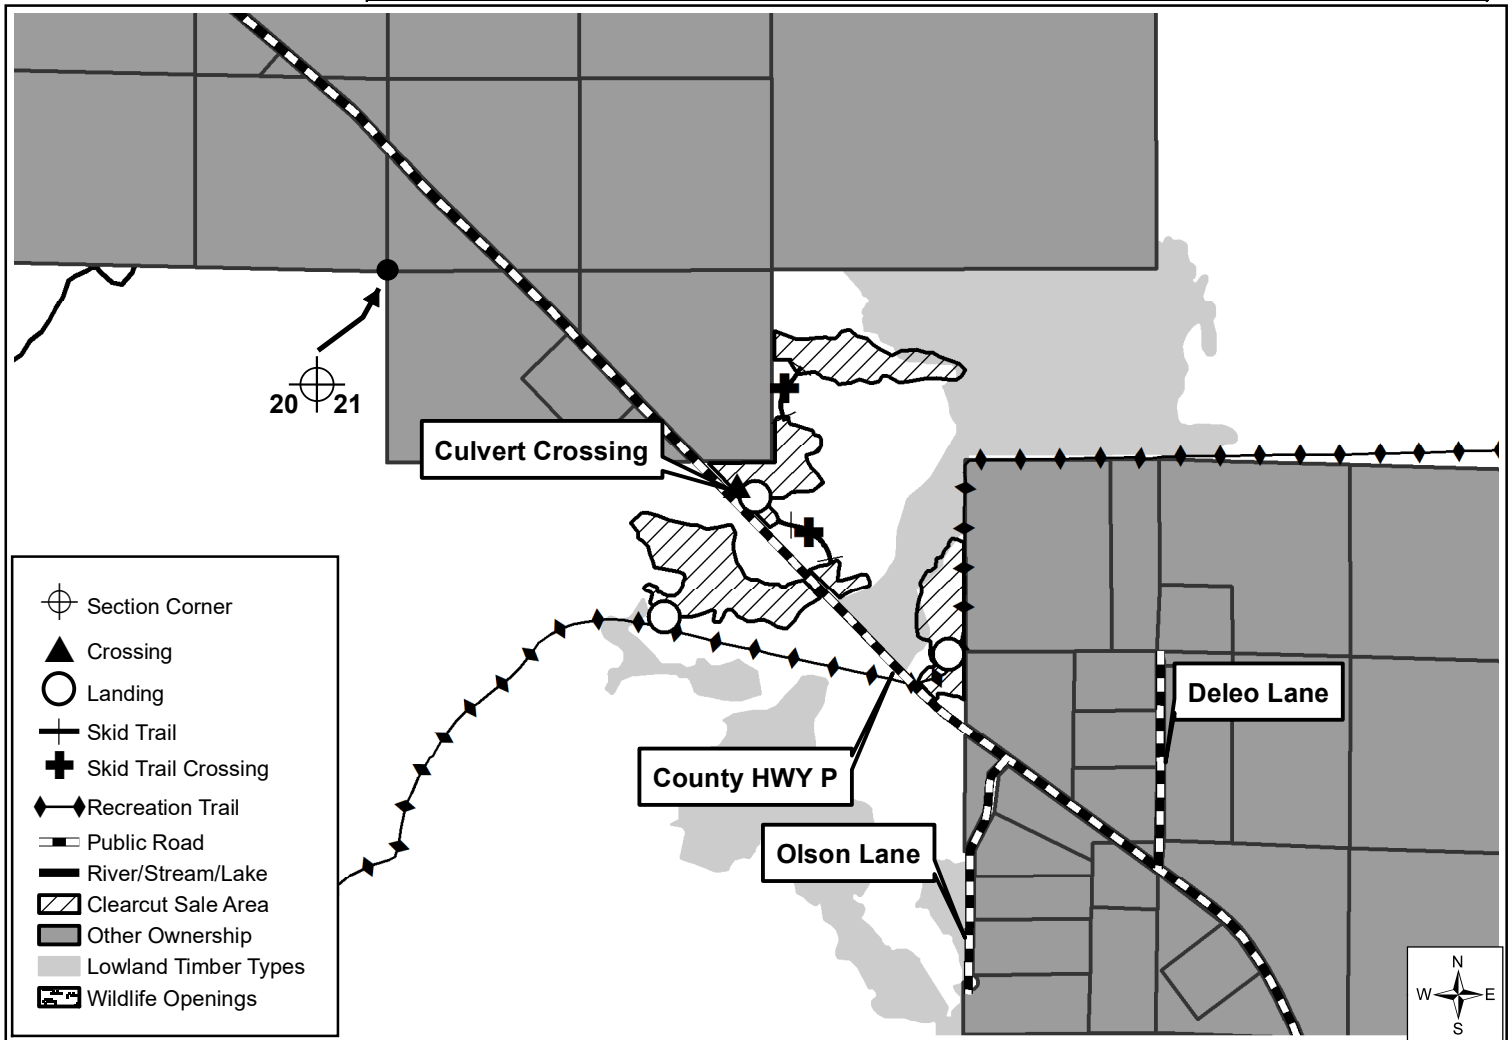 20 21
Culvert Crossing
Section Corner
Crossing
Landing
Skid Trail
Skid Trail Crossing
Recreation Trail
Public Road
River/Stream/Lake
Clearcut Sale Area
Other Ownership
Lowland Timber Types
Wildlife Openings
Deleo Lane
County HWY P
Olson Lane
N
W E
S